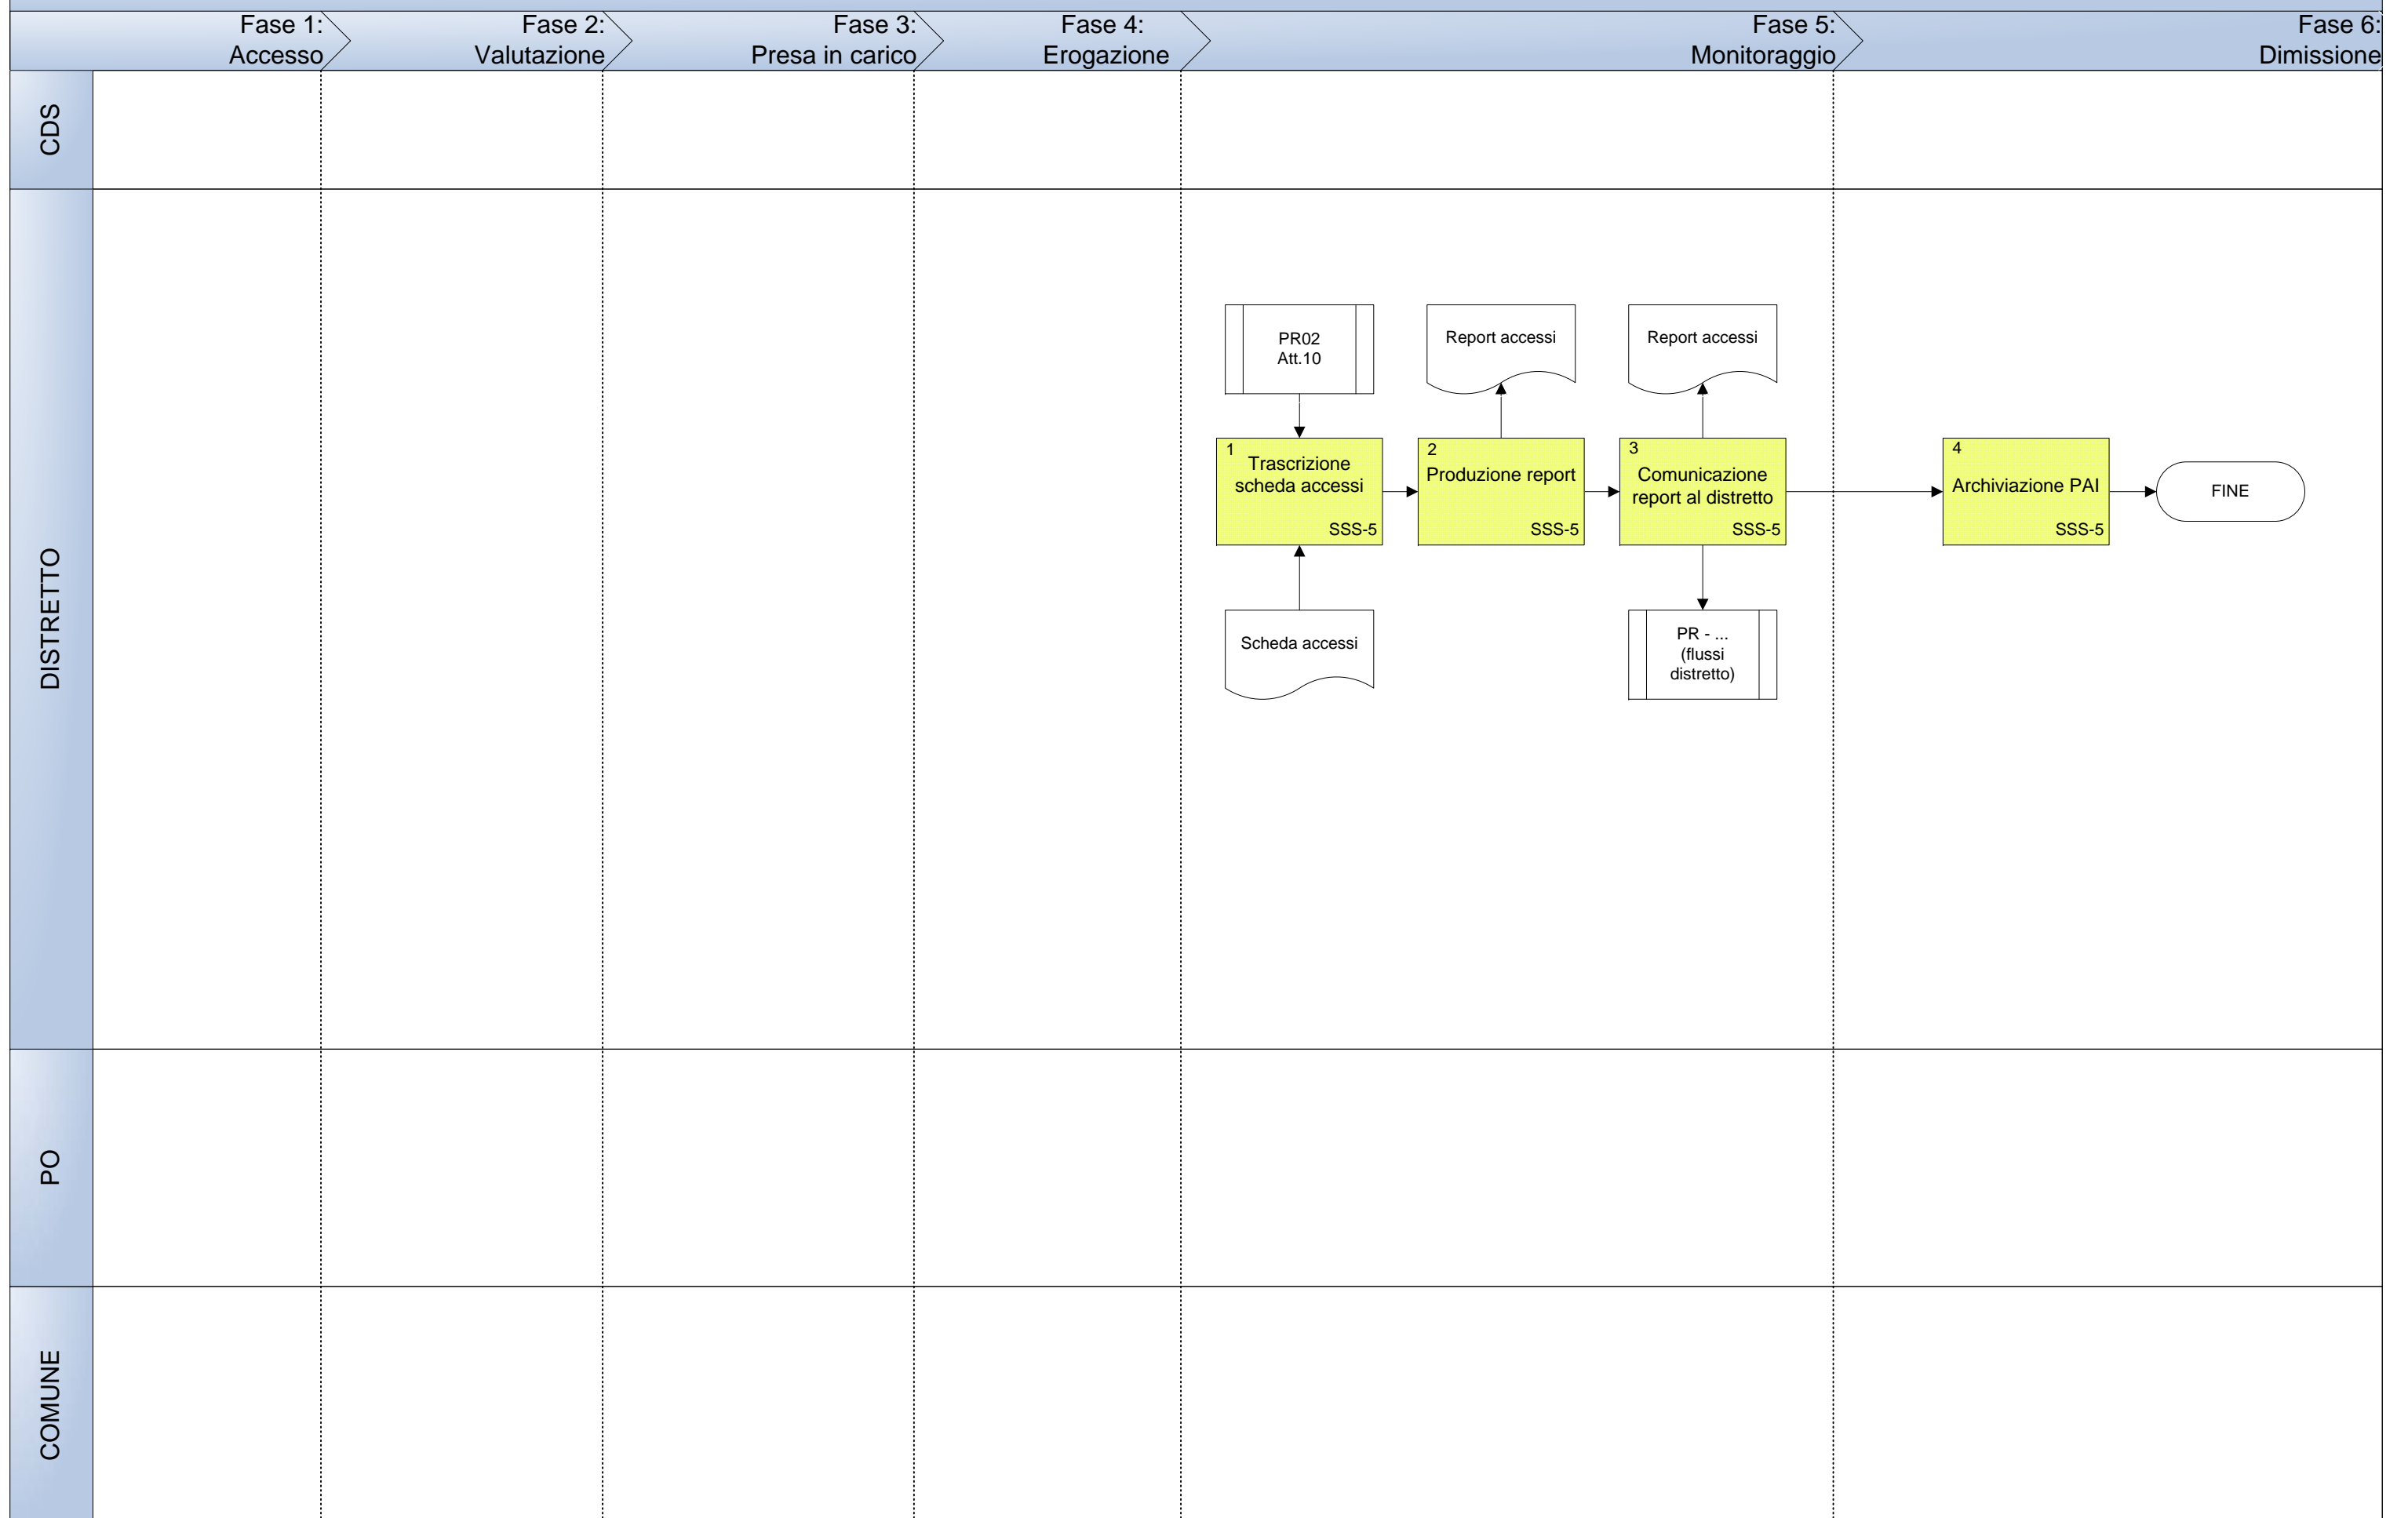 Fase 1:
Accesso
Fase 2:
Valutazione
Fase 3:
Presa in carico
Fase 4:
Erogazione
Fase 5:
Monitoraggio
Fase 6:
Dimissione
CDS
DISTRETTO
PR02
Att.10
Report accessi
Report accessi
1
Trascrizione
scheda accessi
SSS-5
2
Produzione report
SSS-5
3
Comunicazione
report al distretto
SSS-5
4
Archiviazione PAI
SSS-5
FINE
Scheda accessi
PR - ...
(flussi
distretto)
PO
COMUNE